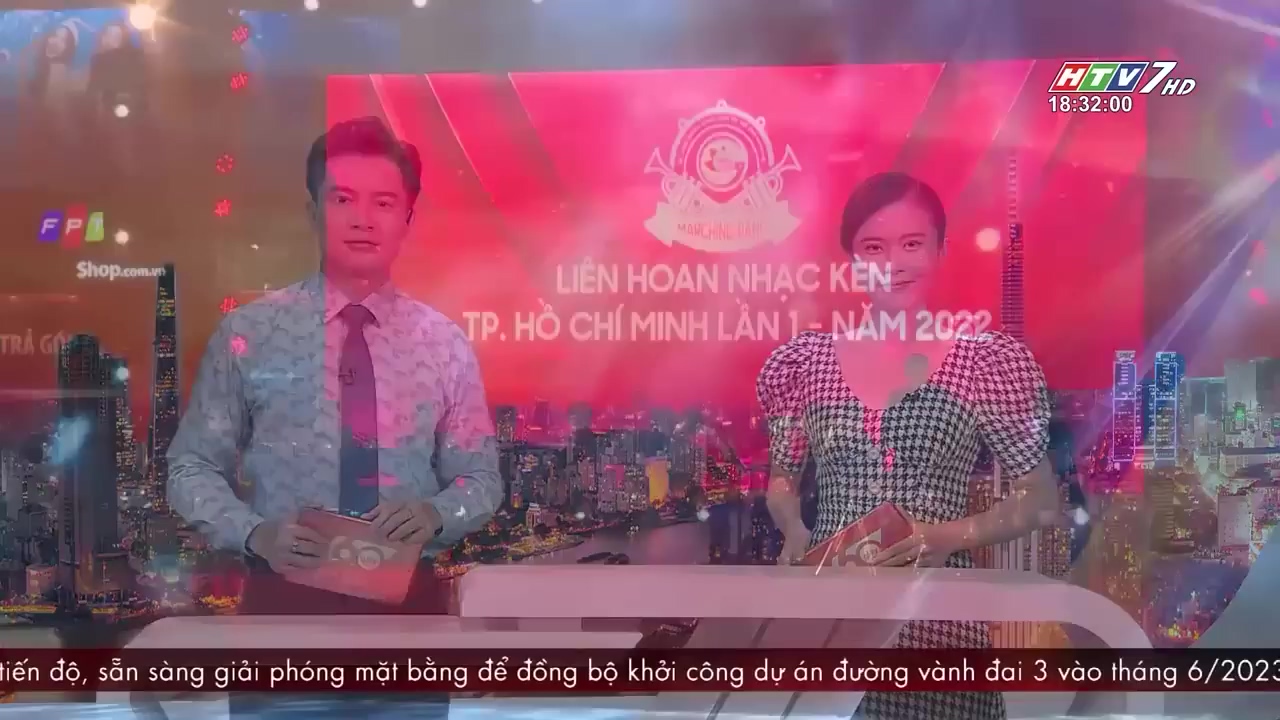 HTV7 HD
18:32:00
FPT
Shop.com.vn
TRẢ GÓP
MARCHING BAND
LIÊN HOAN NHẠC KÈN
TP. HỒ CHÍ MINH LẦN 1 - NĂM 2022
tiến độ, sẵn sàng giải phóng mặt bằng để đồng bộ khởi công dự án đường vành đai 3 vào tháng 6/2023